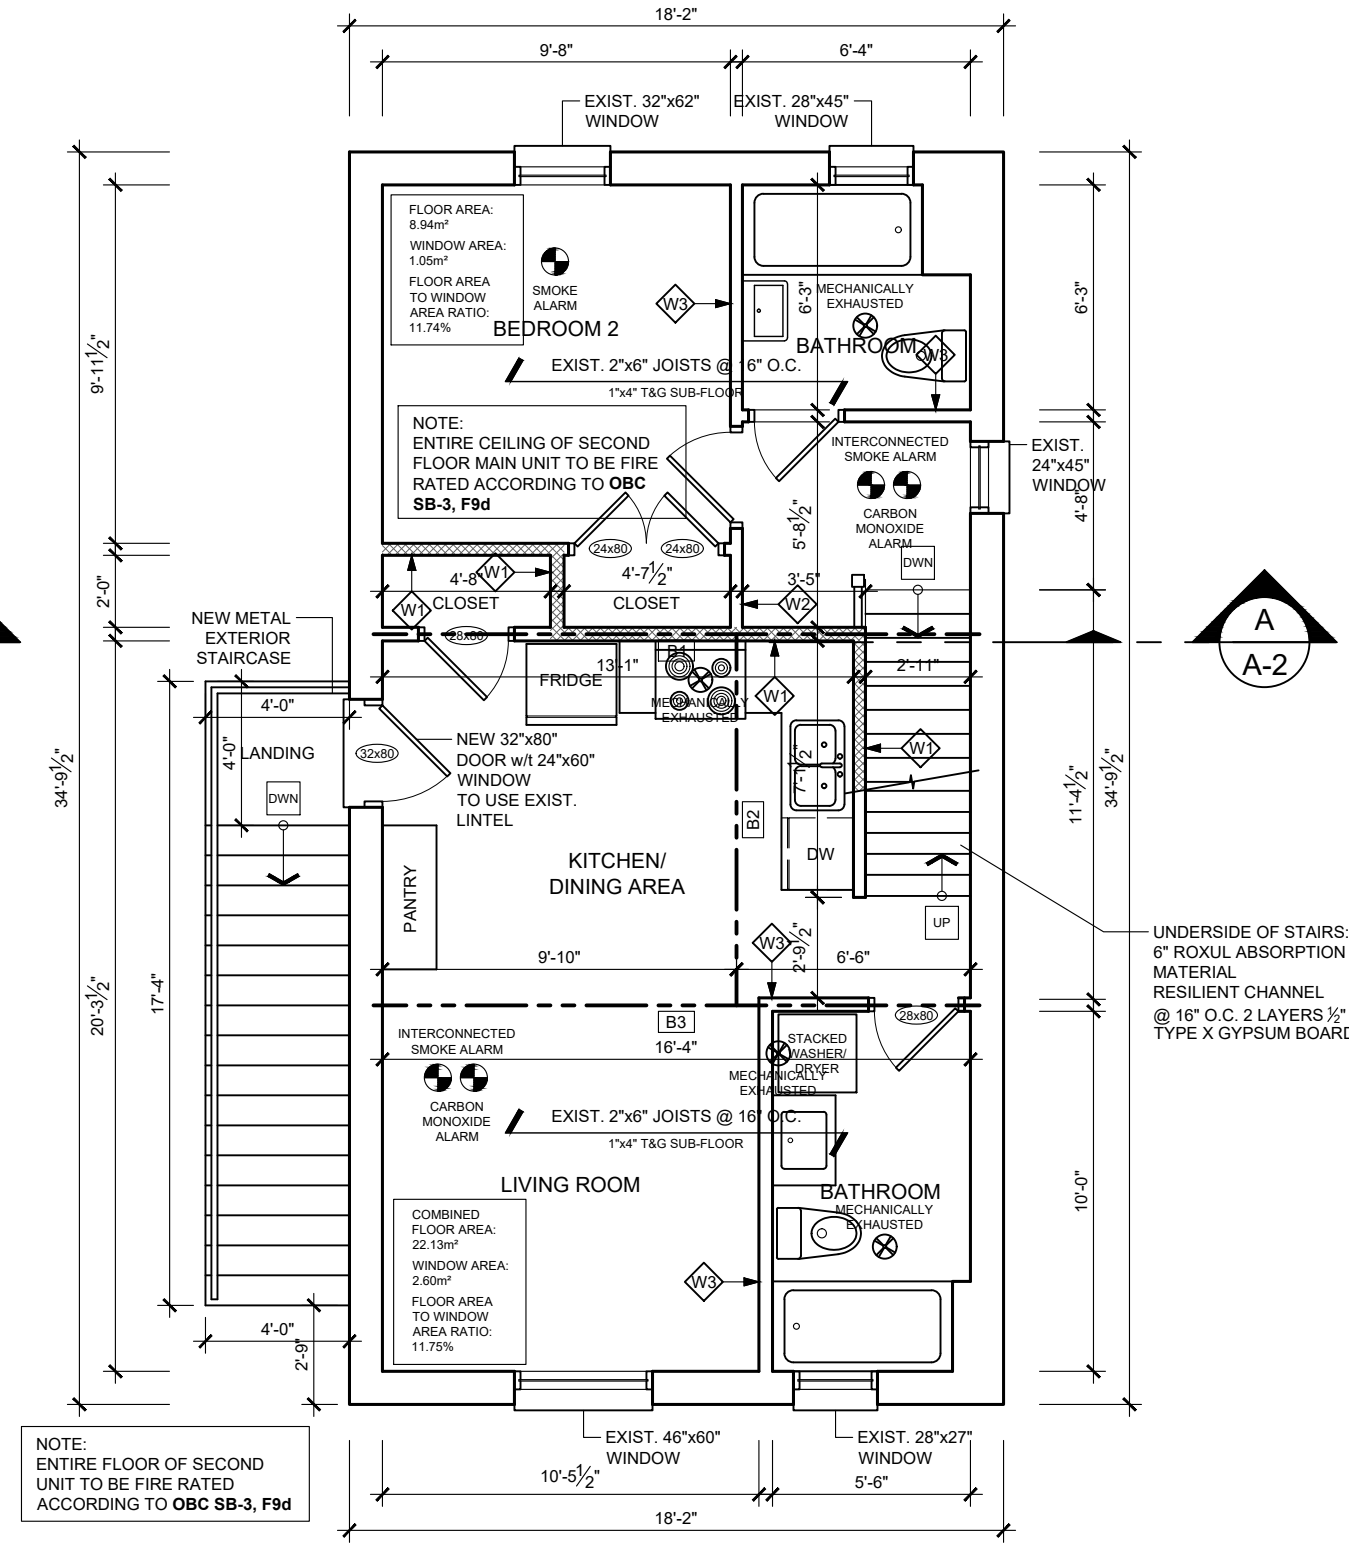 18'-2"
9'-8"
6'-4"
EXIST. 32"x62"
WINDOW
EXIST. 28"x45"
WINDOW
FLOOR AREA:
8.94m²
WINDOW AREA:
1.05m²
FLOOR AREA
TO WINDOW
AREA RATIO:
11.74%
SMOKE
ALARM
BEDROOM 2
W3
6'-3"
MECHANICALLY
EXHAUSTED
BATHROOM
W3
6'-3"
9'-11½"
EXIST. 2"x6" JOISTS @ 16" O.C.
1"x4" T&G SUB-FLOOR
NOTE:
ENTIRE CEILING OF SECOND
FLOOR MAIN UNIT TO BE FIRE
RATED ACCORDING TO OBC
SB-3, F9d
INTERCONNECTED
SMOKE ALARM
CARBON
MONOXIDE
ALARM
EXIST.
24"x45"
WINDOW
4'-8"
5'-8½"
DWN
24x80
24x80
2'-0"
4'-8"
W1
CLOSET
W1
4'-7½"
CLOSET
3'-5"
W2
28x80
NEW METAL
EXTERIOR
STAIRCASE
A
A-2
B1
13'-1"
FRIDGE
MECHANICALLY
EXHAUSTED
W1
2'-11"
4'-0"
4'-0"
LANDING
DWN
32x80
NEW 32"x80"
DOOR w/t 24"x60"
WINDOW
TO USE EXIST.
LINTEL
7'-1½"
W1
34'-9½"
11'-4½"
34'-9½"
B2
DW
KITCHEN/
DINING AREA
PANTRY
UP
UNDERSIDE OF STAIRS:
6" ROXUL ABSORPTION
MATERIAL
RESILIENT CHANNEL
@ 16" O.C. 2 LAYERS ½"
TYPE X GYPSUM BOARD
W3
2'-9½"
9'-10"
6'-6"
20'-3½"
17'-4"
B3
28x80
INTERCONNECTED
SMOKE ALARM
16'-4"
STACKED
WASHER/
DRYER
MECHANICALLY
EXHAUSTED
CARBON
MONOXIDE
ALARM
EXIST. 2"x6" JOISTS @ 16" O.C.
1"x4" T&G SUB-FLOOR
LIVING ROOM
BATHROOM
MECHANICALLY
EXHAUSTED
10'-0"
COMBINED
FLOOR AREA:
22.13m²
WINDOW AREA:
2.60m²
FLOOR AREA
TO WINDOW
AREA RATIO:
11.75%
W3
4'-0"
2'-9"
EXIST. 46"x60"
WINDOW
EXIST. 28"x27"
WINDOW
NOTE:
ENTIRE FLOOR OF SECOND
UNIT TO BE FIRE RATED
ACCORDING TO OBC SB-3, F9d
10'-5½"
5'-6"
18'-2"